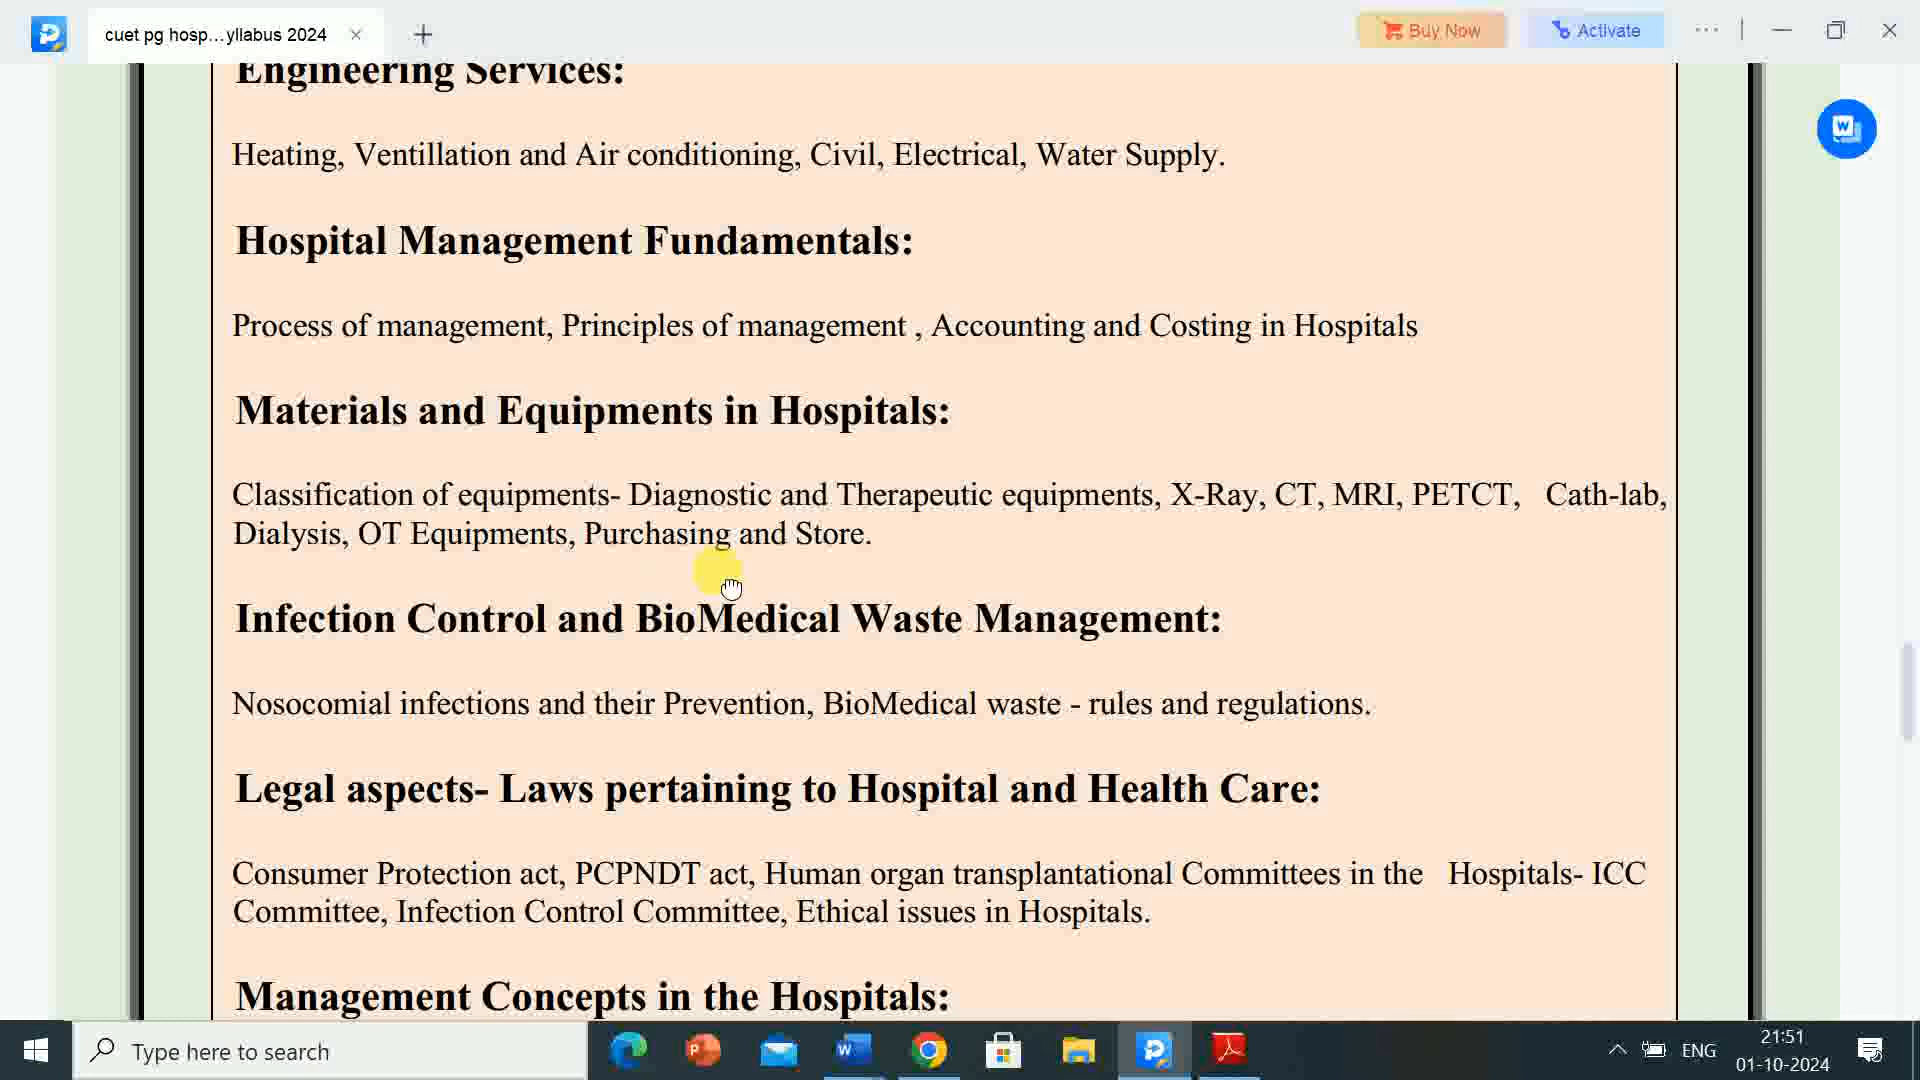 cuet pg hosp...yllabus 2024
Buy Now
Activate
Engineering Services:
Heating, Ventillation and Air conditioning, Civil, Electrical, Water Supply.
Hospital Management Fundamentals:
Process of management, Principles of management , Accounting and Costing in Hospitals
Materials and Equipments in Hospitals:
Classification of equipments- Diagnostic and Therapeutic equipments, X-Ray, CT, MRI, PETCT, Cath-lab,
Dialysis, OT Equipments, Purchasing and Store.
Infection Control and BioMedical Waste Management:
Nosocomial infections and their Prevention, BioMedical waste - rules and regulations.
Legal aspects- Laws pertaining to Hospital and Health Care:
Consumer Protection act, PCPNDT act, Human organ transplantational Committees in the Hospitals- ICC
Committee, Infection Control Committee, Ethical issues in Hospitals.
Management Concepts in the Hospitals:
Type here to search
ENG
21:51
01-10-2024